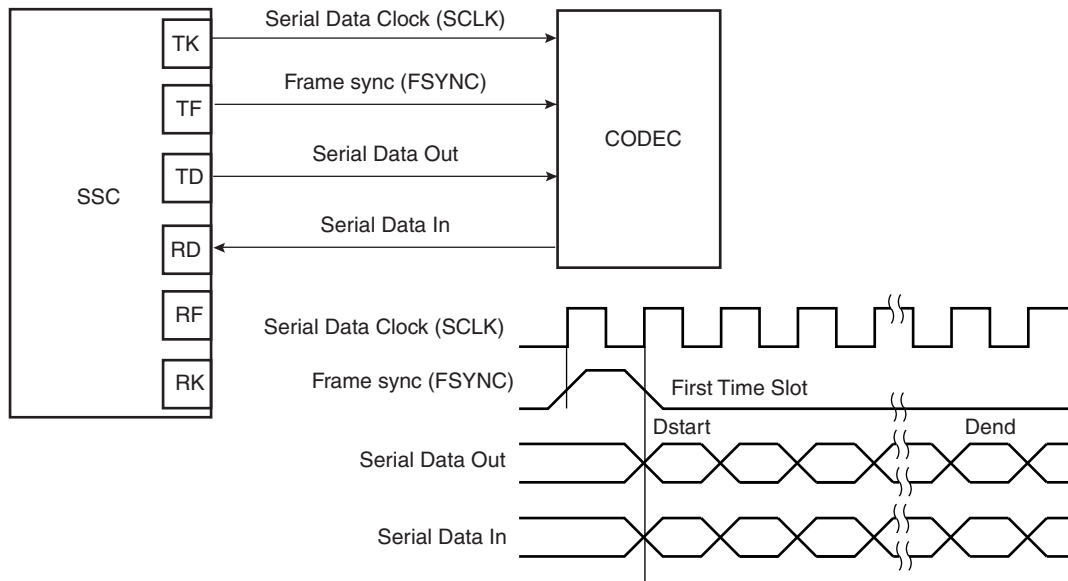 Serial Data Clock (SCLK)
TK
Frame sync (FSYNC)
TF
CODEC
Serial Data Out
TD
SSC
Serial Data In
RD
RF
Serial Data Clock (SCLK)
RK
Frame sync (FSYNC)
First Time Slot
Dstart
Dend
Serial Data Out
Serial Data In